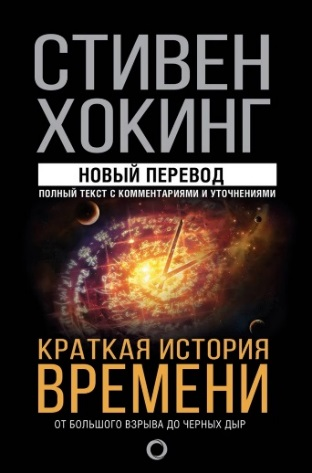 СТИВЕН
ХОКИНГ
НОВЫЙ ПЕРЕВОД
ПОЛНЫЙ ТЕКСТ С КОММЕНТАРИЯМИ И УТОЧНЕНИЯМИ
КРАТКАЯ ИСТОРИЯ
ВРЕМЕНИ
ОТ БОЛЬШОГО ВЗРЫВА ДО ЧЕРНЫХ ДЫР